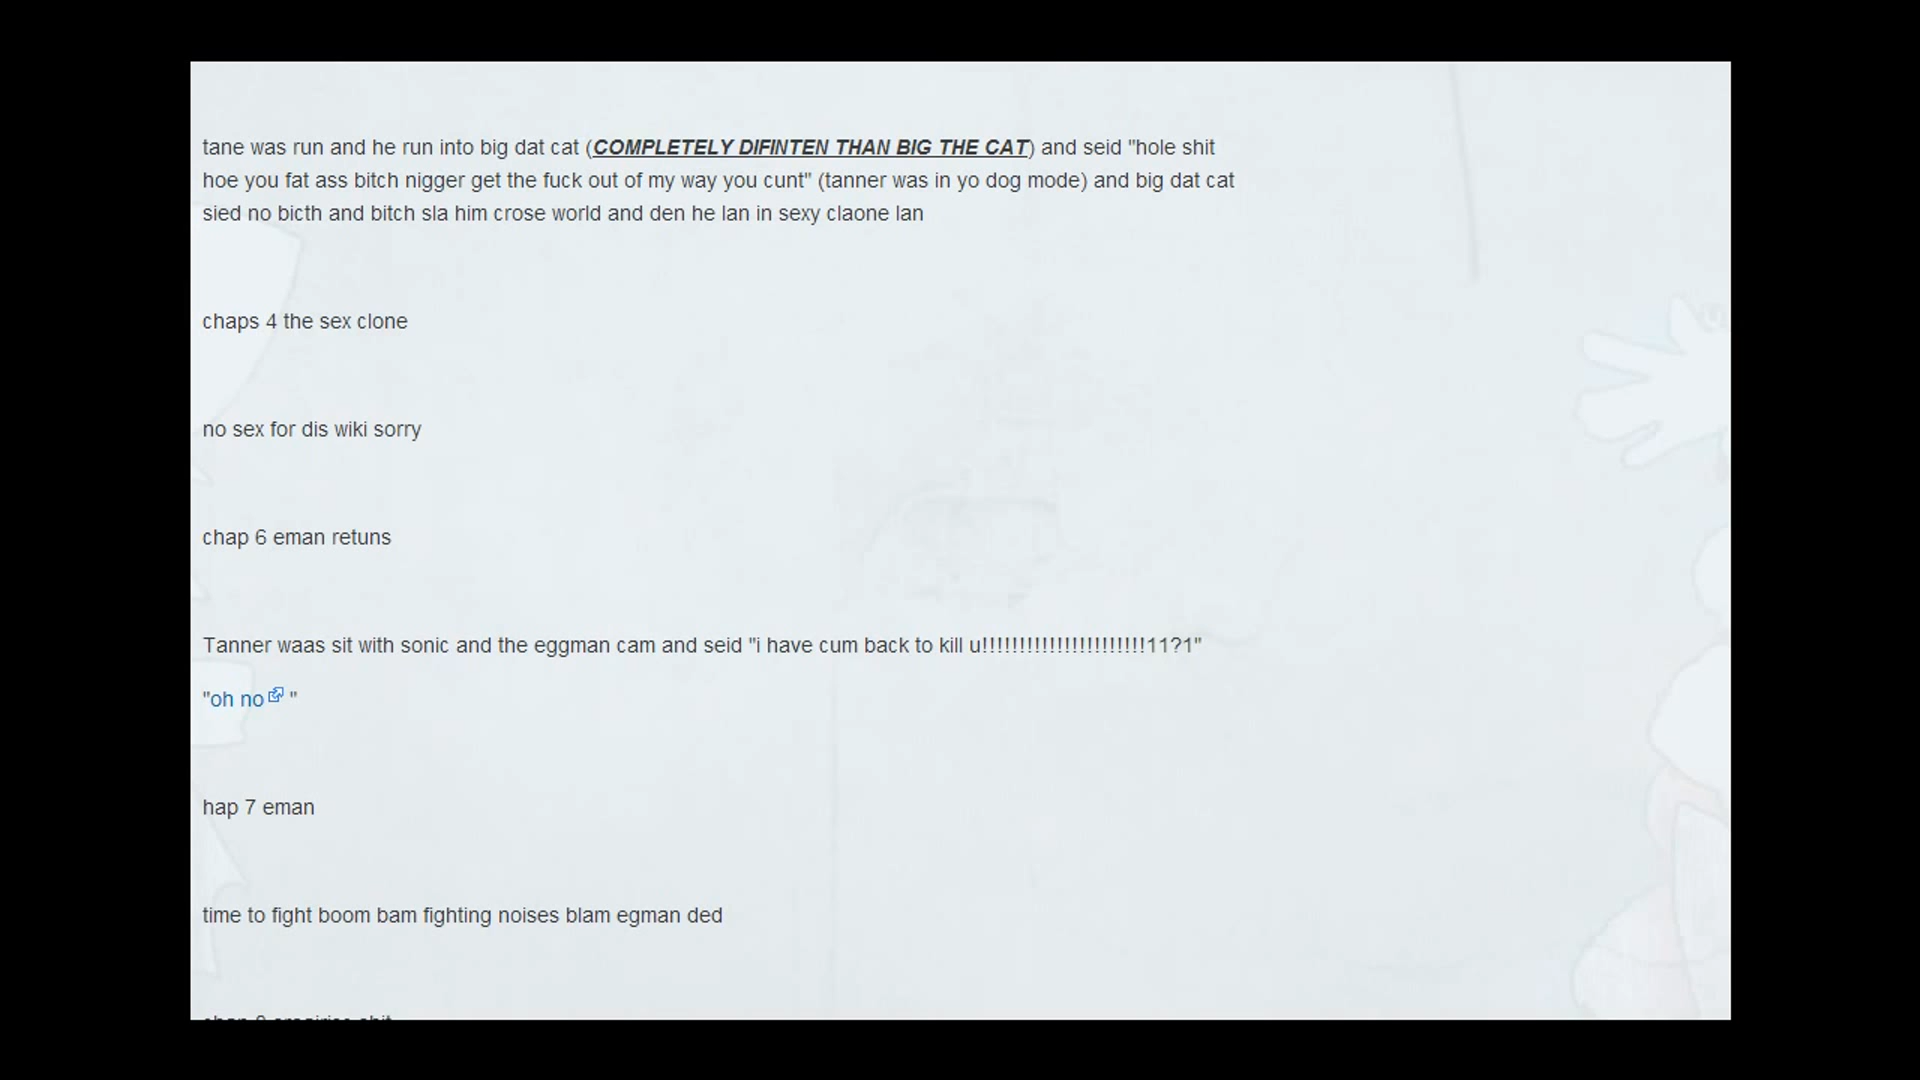 tane was run and he run into big dat cat (COMPLETELY DIFINTEN THAN BIG THE CAT) and seid "hole shit
hoe you fat ass bitch nigger get the fuck out of my way you cunt" (tanner was in yo dog mode) and big dat cat
sied no bicth and bitch sla him crose world and den he lan in sexy claone lan
chaps 4 the sex clone
no sex for dis wiki sorry
chap 6 eman retuns
Tanner waas sit with sonic and the eggman cam and seid "i have cum back to kill u!!!!!!!!!!!!!!!!!!!!!!11?1"
"oh no "
hap 7 eman
time to fight boom bam fighting noises blam egman ded